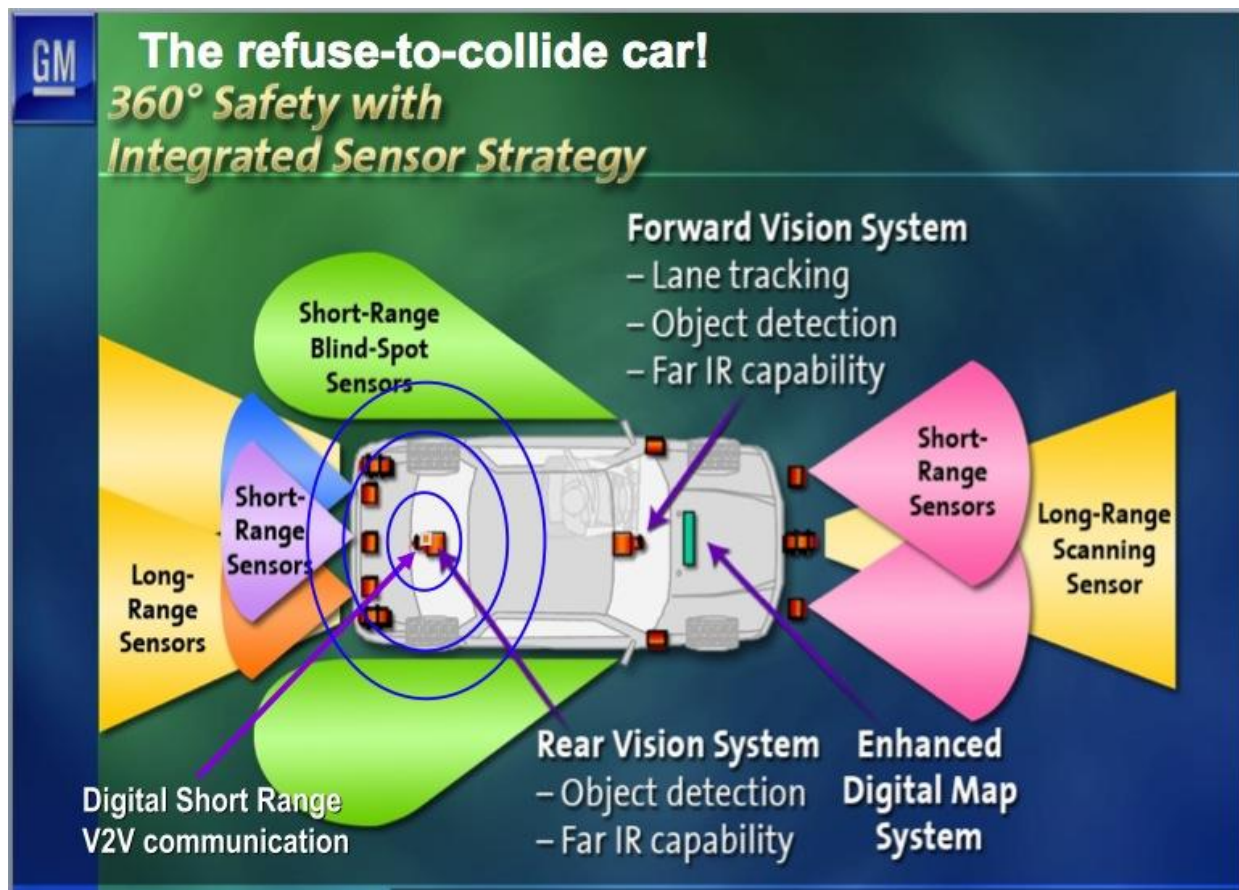 GM
The refuse-to-collide car!
360° Safety with
Integrated Sensor Strategy
Forward Vision System
– Lane tracking
– Object detection
– Far IR capability
Short-Range
Blind-Spot
Sensors
Short-
Range
Sensors
Long-
Range
Sensors
Short-
Range
Sensors
Long-Range
Scanning
Sensor
Digital Short Range
V2V communication
Rear Vision System
– Object detection
– Far IR capability
Enhanced
Digital Map
System